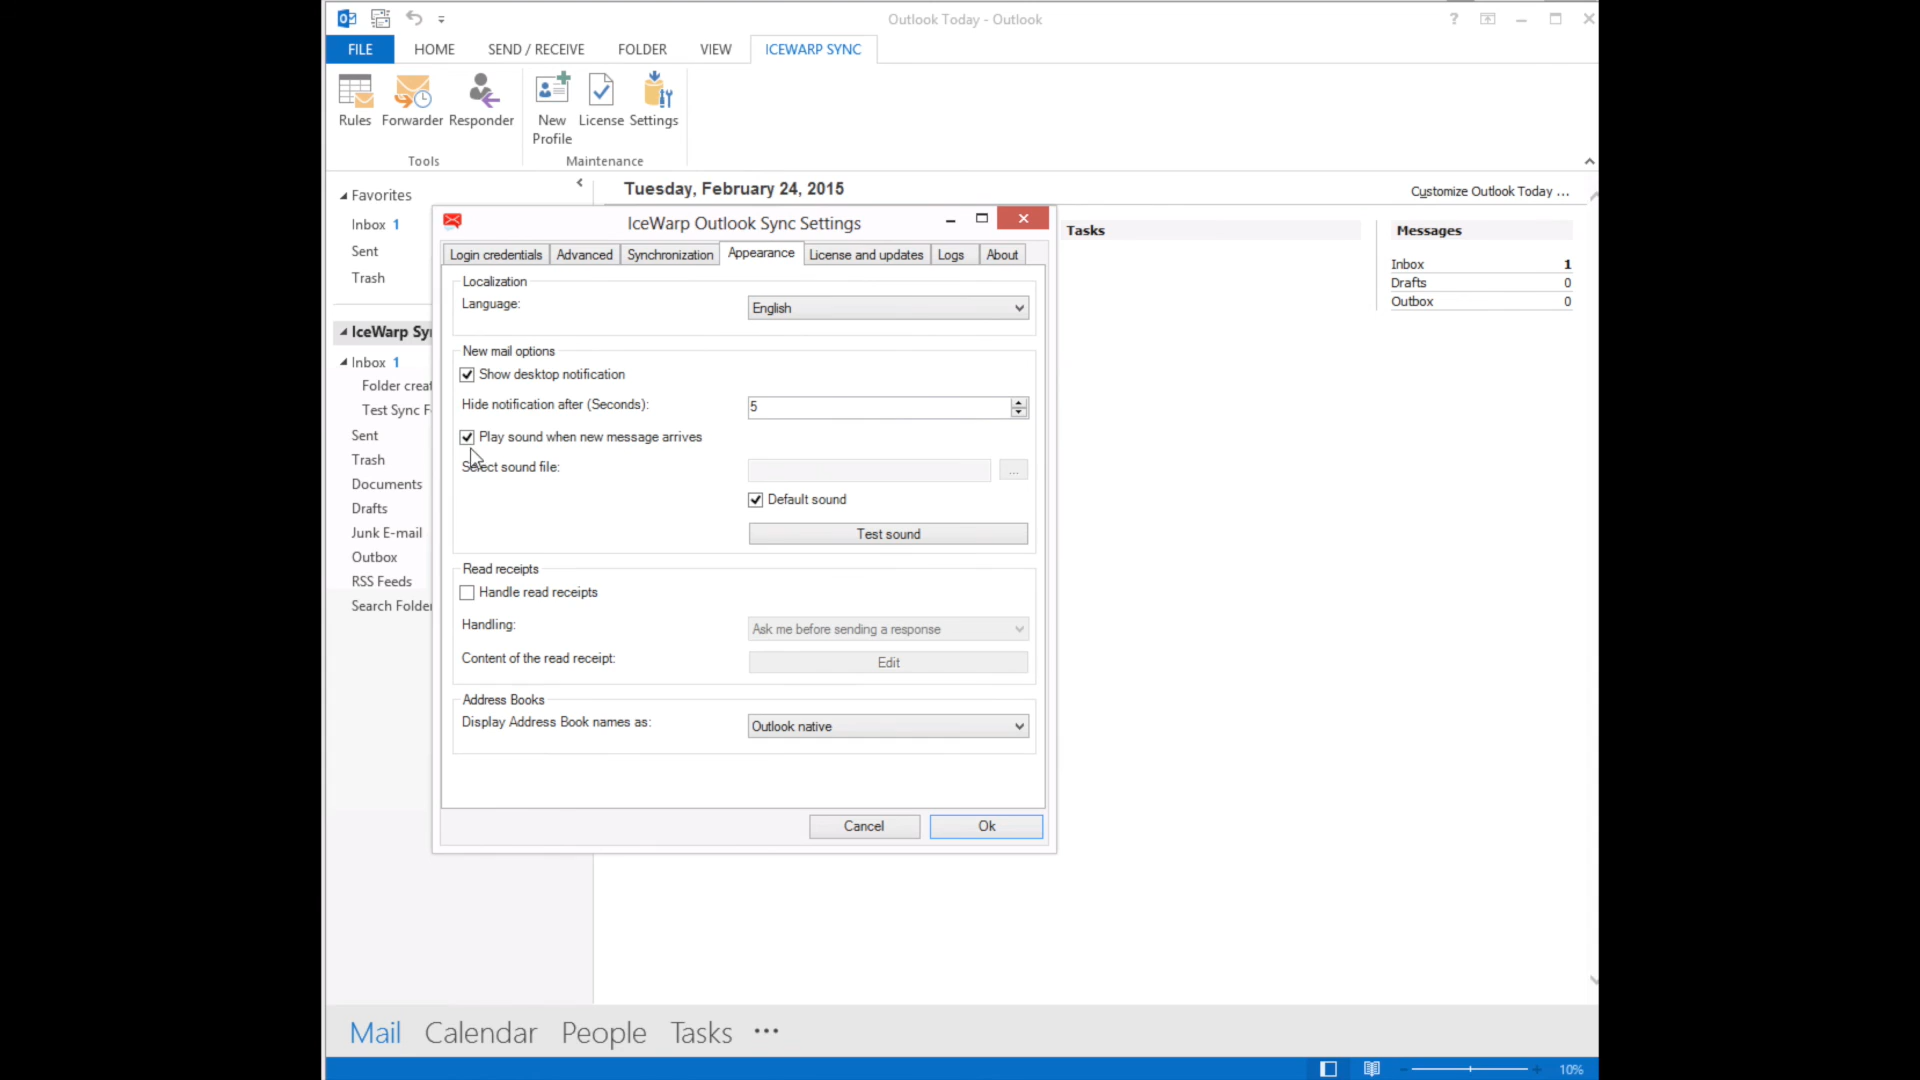 Outlook Today - Outlook
FILE HOME SEND / RECEIVE FOLDER VIEW ICEWARP SYNC
Rules Forwarder Responder New Profile License Settings
Tools Maintenance
Favorites
Inbox 1
Sent
Trash
IceWarp Sy
Inbox 1
Folder creat
Test Sync F
Sent
Trash
Documents
Drafts
Junk E-mail
Outbox
RSS Feeds
Search Folder
Tuesday, February 24, 2015
Customize Outlook Today ...
IceWarp Outlook Sync Settings
Login credentials Advanced Synchronization Appearance License and updates Logs About
Localization
Language: English
New mail options
Show desktop notification
Hide notification after (Seconds): 5
Play sound when new message arrives
Select sound file: ...
Default sound
Test sound
Read receipts
Handle read receipts
Handling: Ask me before sending a response
Content of the read receipt: Edit
Address Books
Display Address Book names as: Outlook native
Cancel Ok
Tasks
Messages
Inbox 1
Drafts 0
Outbox 0
Mail Calendar People Tasks •••
10%